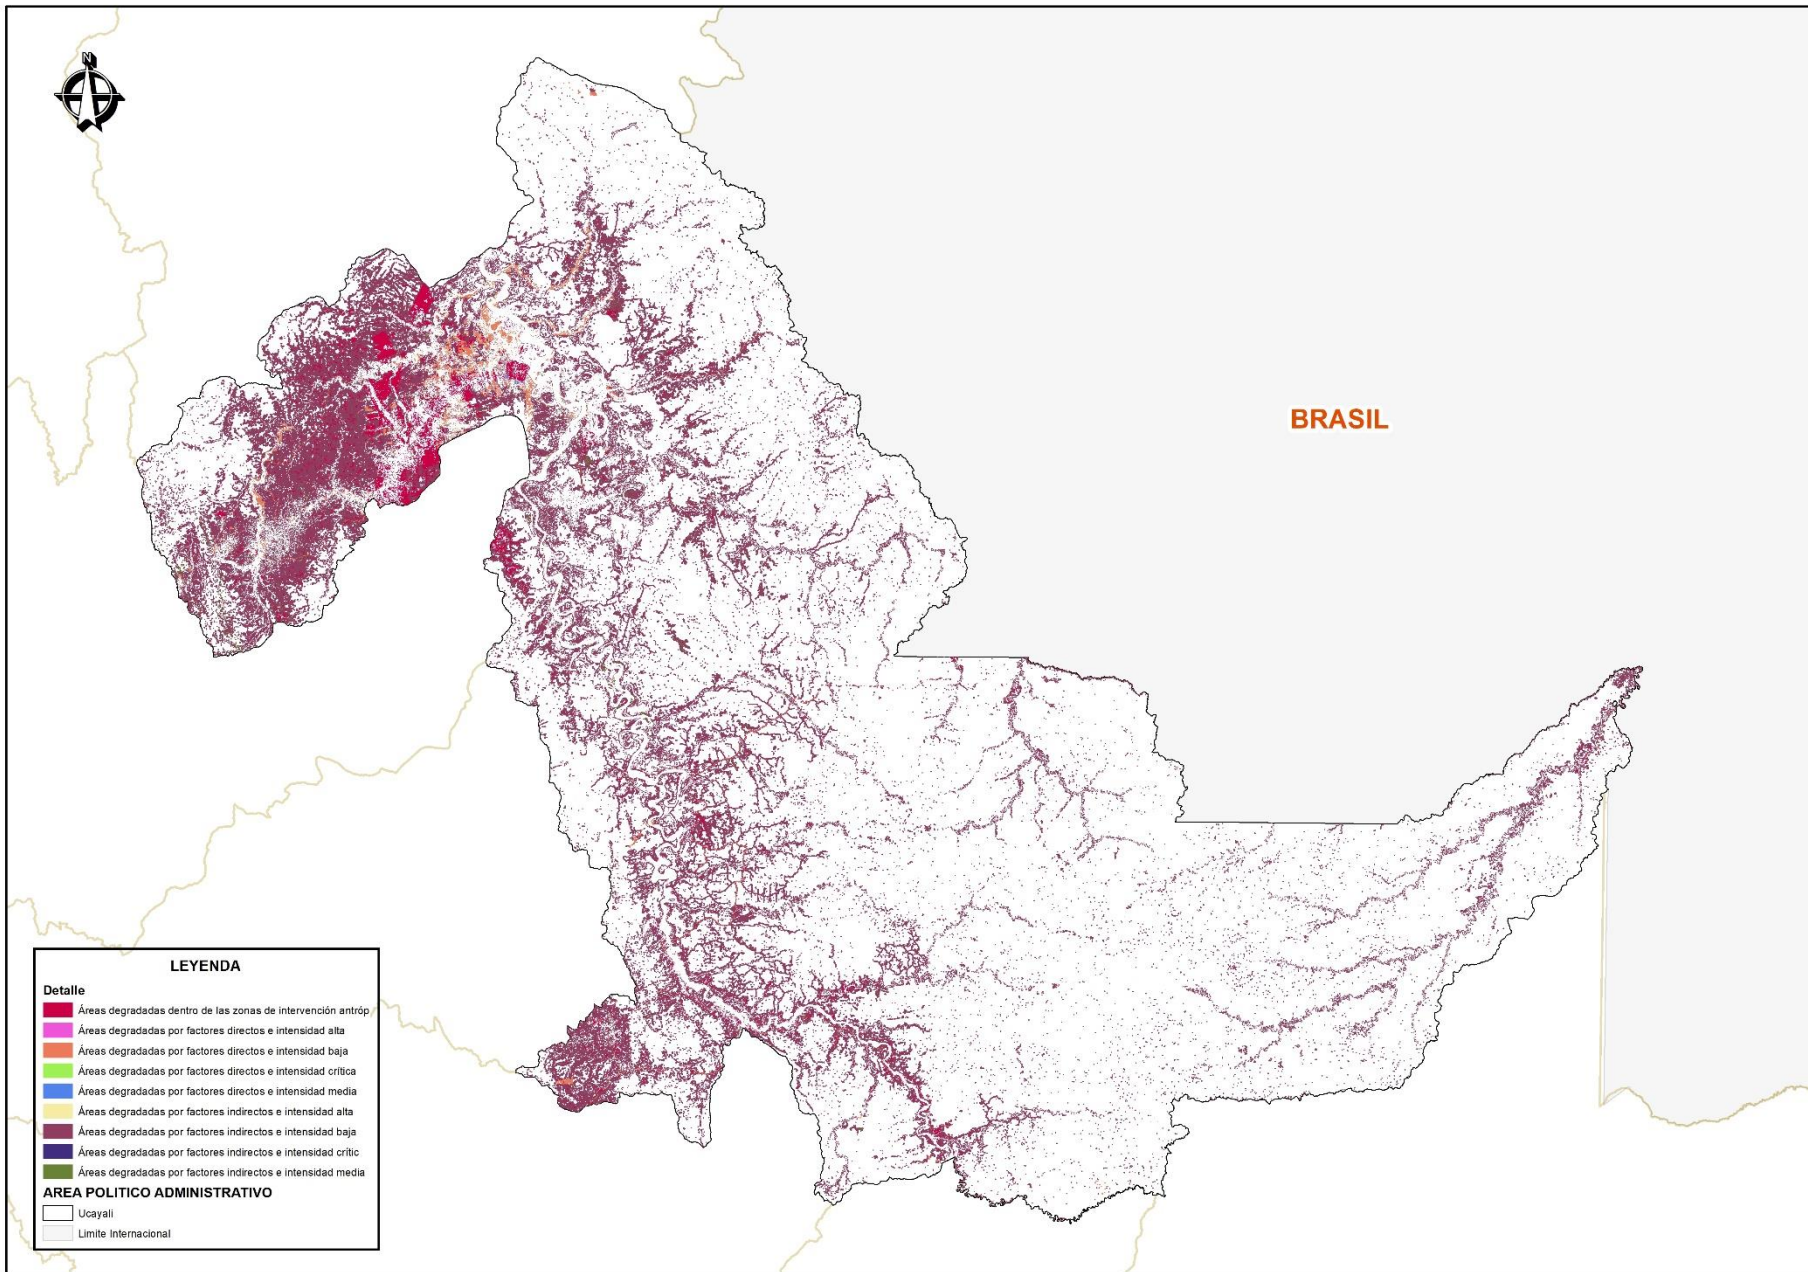 N
BRASIL
LEYENDA
Detalle
Áreas degradadas dentro de las zonas de intervención antróp
Áreas degradadas por factores directos e intensidad alta
Áreas degradadas por factores directos e intensidad baja
Áreas degradadas por factores directos e intensidad crítica
Áreas degradadas por factores directos e intensidad media
Áreas degradadas por factores indirectos e intensidad alta
Áreas degradadas por factores indirectos e intensidad baja
Áreas degradadas por factores indirectos e intensidad crític
Áreas degradadas por factores indirectos e intensidad media
AREA POLITICO ADMINISTRATIVO
Ucayali
Limite Internacional